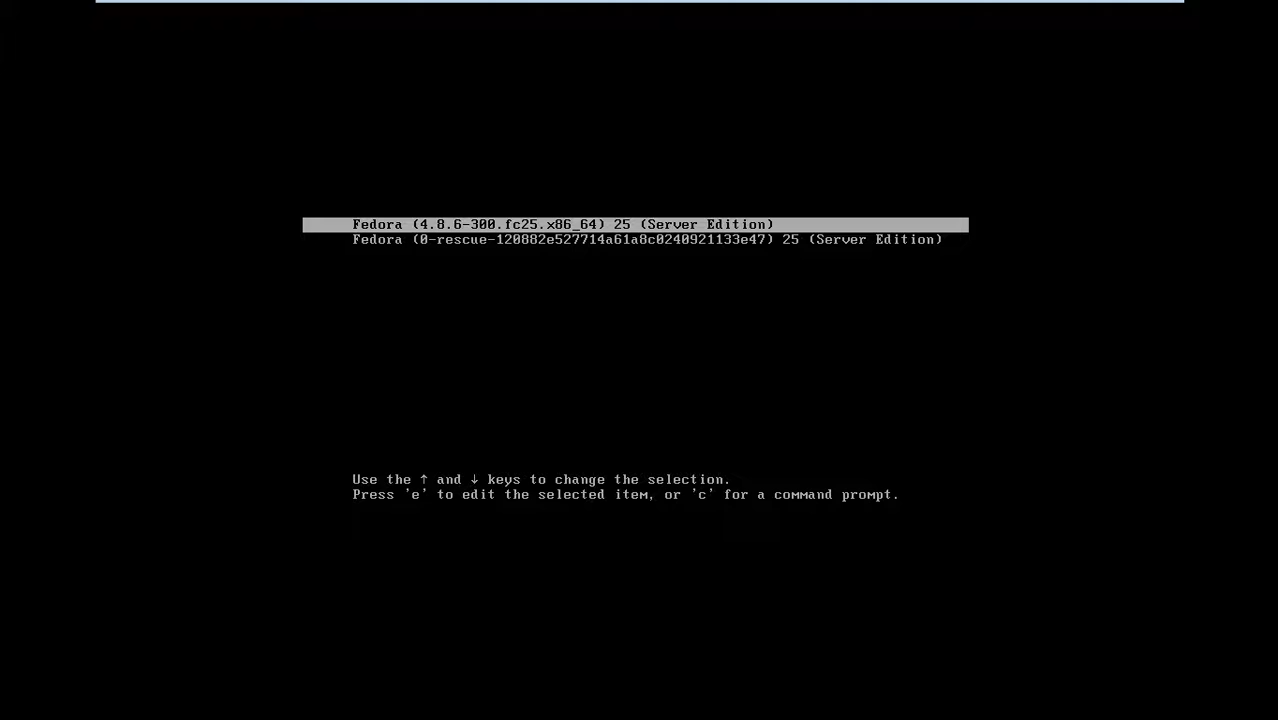 Fedora (4.8.6-300.fc25.x86_64) 25 (Server Edition)
Fedora (0-rescue-120882e527714a61a8c0240921133e47) 25 (Server Edition)
Use the ↑ and ↓ keys to change the selection.
Press 'e' to edit the selected item, or 'c' for a command prompt.